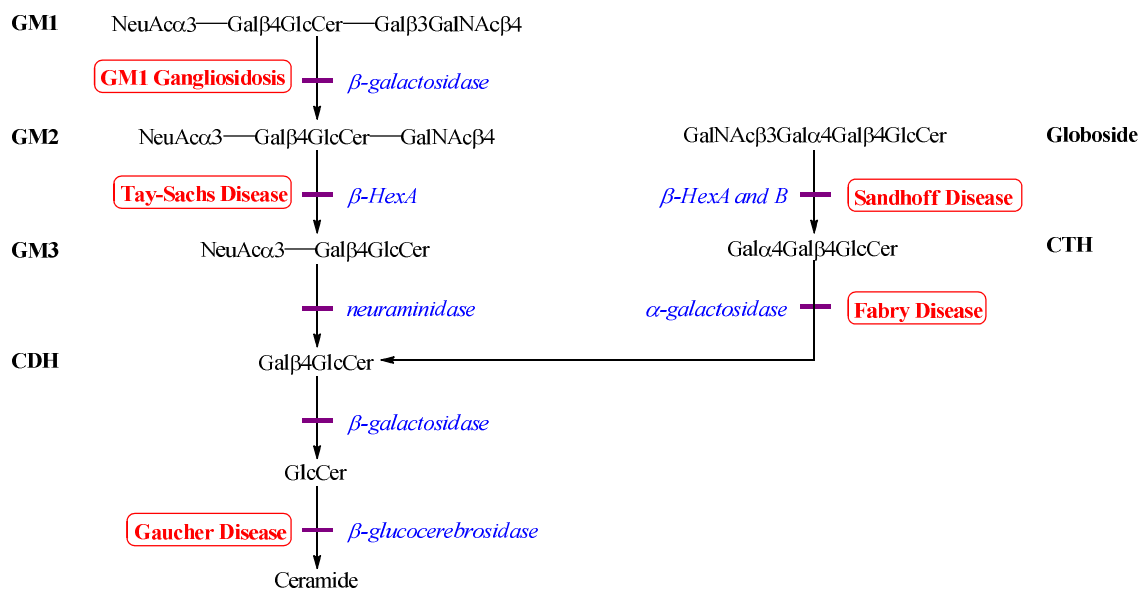 GM1 NeuAcα3 Galβ4GlcCer Galβ3GalNAcβ4
GM1 Gangliosidosis β-galactosidase
GM2 NeuAcα3 Galβ4GlcCer GalNAcβ4 GalNAcβ3Galα4Galβ4GlcCer Globoside
Tay-Sachs Disease β-HexA β-HexA and B Sandhoff Disease
GM3 NeuAcα3 Galβ4GlcCer Galα4Galβ4GlcCer CTH
neuraminidase α-galactosidase Fabry Disease
CDH Galβ4GlcCer
β-galactosidase
GlcCer
Gaucher Disease β-glucocerebrosidase
Ceramide